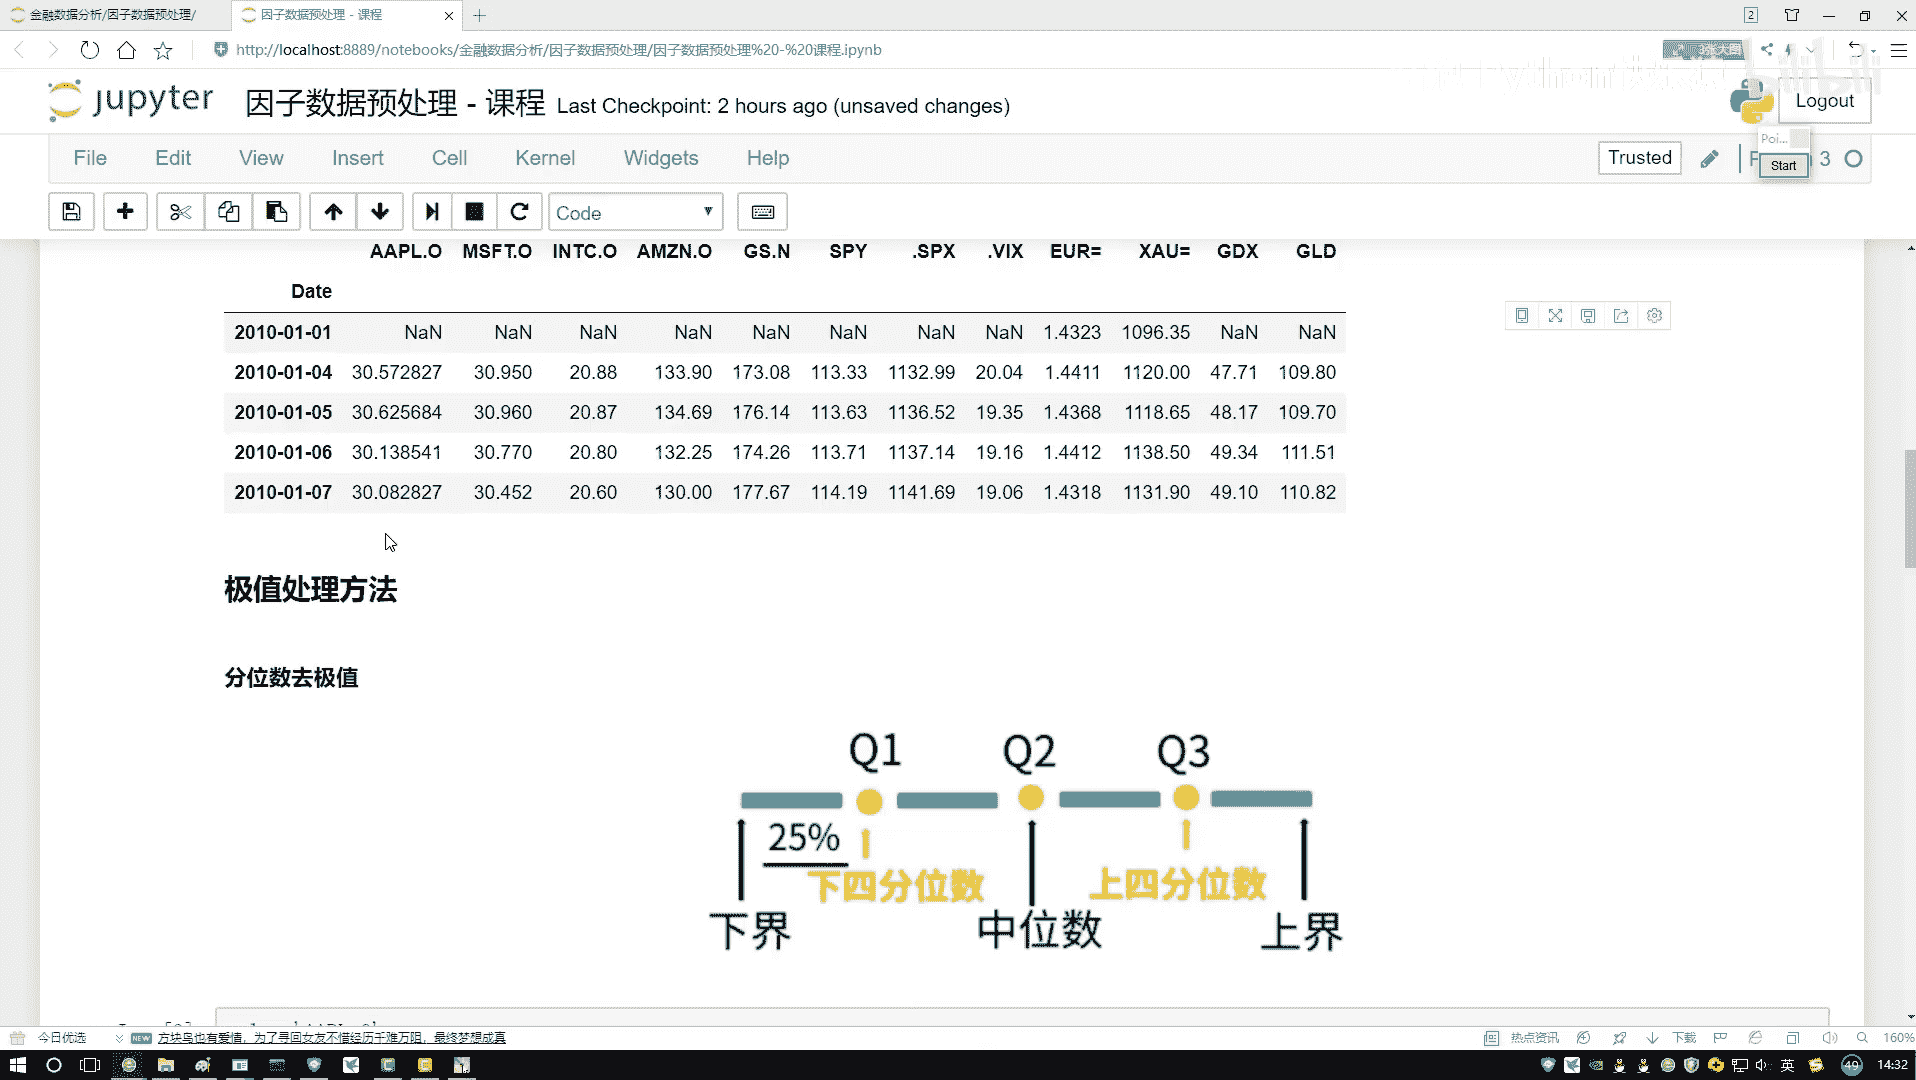 金融数据分析/因子数据预处理/
因子数据预处理 - 课程
2
http://localhost:8889/notebooks/金融数据分析/因子数据预处理/因子数据预处理%20-%20课程.ipynb
bilibili
jupyter 因子数据预处理 - 课程 Last Checkpoint: 2 hours ago (unsaved changes)
Logout
Poi...
Start
File Edit View Insert Cell Kernel Widgets Help
Trusted
3
Code
AAPL.O MSFT.O INTC.O AMZN.O GS.N SPY .SPX .VIX EUR= XAU= GDX GLD
Date
2010-01-01 NaN NaN NaN NaN NaN NaN NaN NaN 1.4323 1096.35 NaN NaN
2010-01-04 30.572827 30.950 20.88 133.90 173.08 113.33 1132.99 20.04 1.4411 1120.00 47.71 109.80
2010-01-05 30.625684 30.960 20.87 134.69 176.14 113.63 1136.52 19.35 1.4368 1118.65 48.17 109.70
2010-01-06 30.138541 30.770 20.80 132.25 174.26 113.71 1137.14 19.16 1.4412 1138.50 49.34 111.51
2010-01-07 30.082827 30.452 20.60 130.00 177.67 114.19 1141.69 19.06 1.4318 1131.90 49.10 110.82
极值处理方法
分位数去极值
Q1 Q2 Q3
25%
下四分位数 上四分位数
下界 中位数 上界
今日优选
NEW
方块鸟也有爱情，为了寻回女友不惜经历千难万阻，最终梦想成真
热点资讯
下载
160%
英
49
14:32